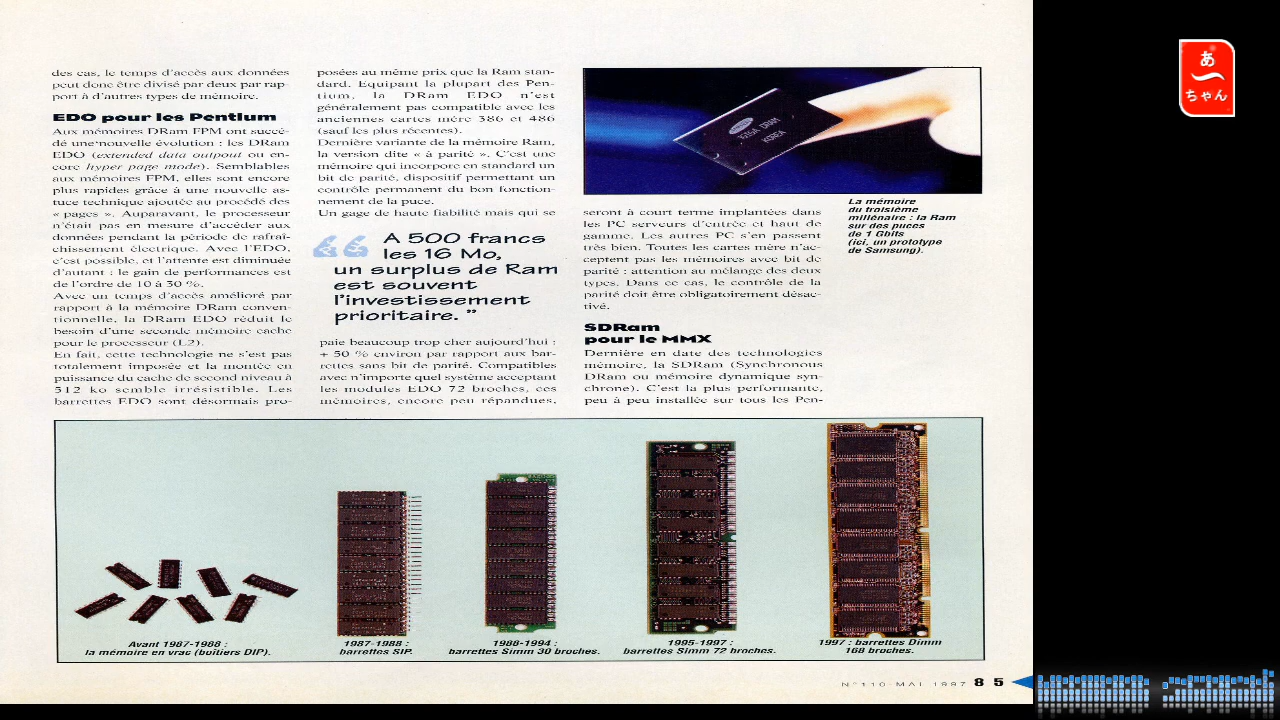 des cas, le temps d'accès aux données
peut donc être divisé par deux par rap-
port à d'autres types de mémoire.
EDO pour les Pentium
Aux mémoires DRam FPM ont succé-
dé une nouvelle évolution : les DRam
EDO (extended data outpout ou en-
core hyper page mode). Semblables
aux mémoires FPM, elles sont encore
plus rapides grâce à une nouvelle as-
tuce technique ajoutée au procédé des
« pages ». Auparavant, le processeur
n'était pas en mesure d'accéder aux
données pendant la période de rafraî-
chissement électrique. Avec l'EDO,
c'est possible, et l'attente est diminuée
d'autant : le gain de performances est
de l'ordre de 10 à 30 %.
Avec un temps d'accès amélioré par
rapport à la mémoire DRam conven-
tionnelle, la DRam EDO réduit le
besoin d'une seconde mémoire cache
pour le processeur (L2).
En fait, cette technologie ne s'est pas
totalement imposée et la montée en
puissance du cache de second niveau à
512 ko semble irrésistible. Les
barrettes EDO sont désormais pro-
posées au même prix que la Ram stan-
dard. Equipant la plupart des Pen-
tium, la DRam EDO n'est
généralement pas compatible avec les
anciennes cartes mère 386 et 486
(sauf les plus récentes).
Dernière variante de la mémoire Ram,
la version dite « à parité ». C'est une
mémoire qui incorpore en standard un
bit de parité, dispositif permettant un
contrôle permanent du bon fonction-
nement de la puce.
Un gage de haute fiabilité mais qui se
“ A 500 francs
les 16 Mo,
un surplus de Ram
est souvent
l'investissement
prioritaire. ”
paie beaucoup trop cher aujourd'hui :
+ 50 % environ par rapport aux bar-
rettes sans bit de parité. Compatibles
avec n'importe quel système acceptant
les modules EDO 72 broches, ces
mémoires, encore peu répandues,
SAMSUNG
1GBit DRAM
KOREA
La mémoire
du troisième
millénaire : la Ram
sur des puces
de 1 Gbits
(ici, un prototype
de Samsung).
seront à court terme implantées dans
les PC serveurs d'entrée et haut de
gamme. Les autres PC s'en passent
très bien. Toutes les cartes mère n'ac-
ceptent pas les mémoires avec bit de
parité : attention au mélange des deux
types. Dans ce cas, le contrôle de la
parité doit être obligatoirement désac-
tivé.
SDRam
pour le MMX
Dernière en date des technologies
mémoire, la SDRam (Synchronous
DRam ou mémoire dynamique syn-
chrone). C'est la plus performante,
peu à peu installée sur tous les Pen-
Avant 1987-1988 :
la mémoire en vrac (boîtiers DIP).
1987-1988 :
barrettes SIP.
1988-1994 :
barrettes Simm 30 broches.
1995-1997 :
barrettes Simm 72 broches.
1997 : barrettes Dimm
168 broches.
N°110-MAI 1997 85
あーちゃん